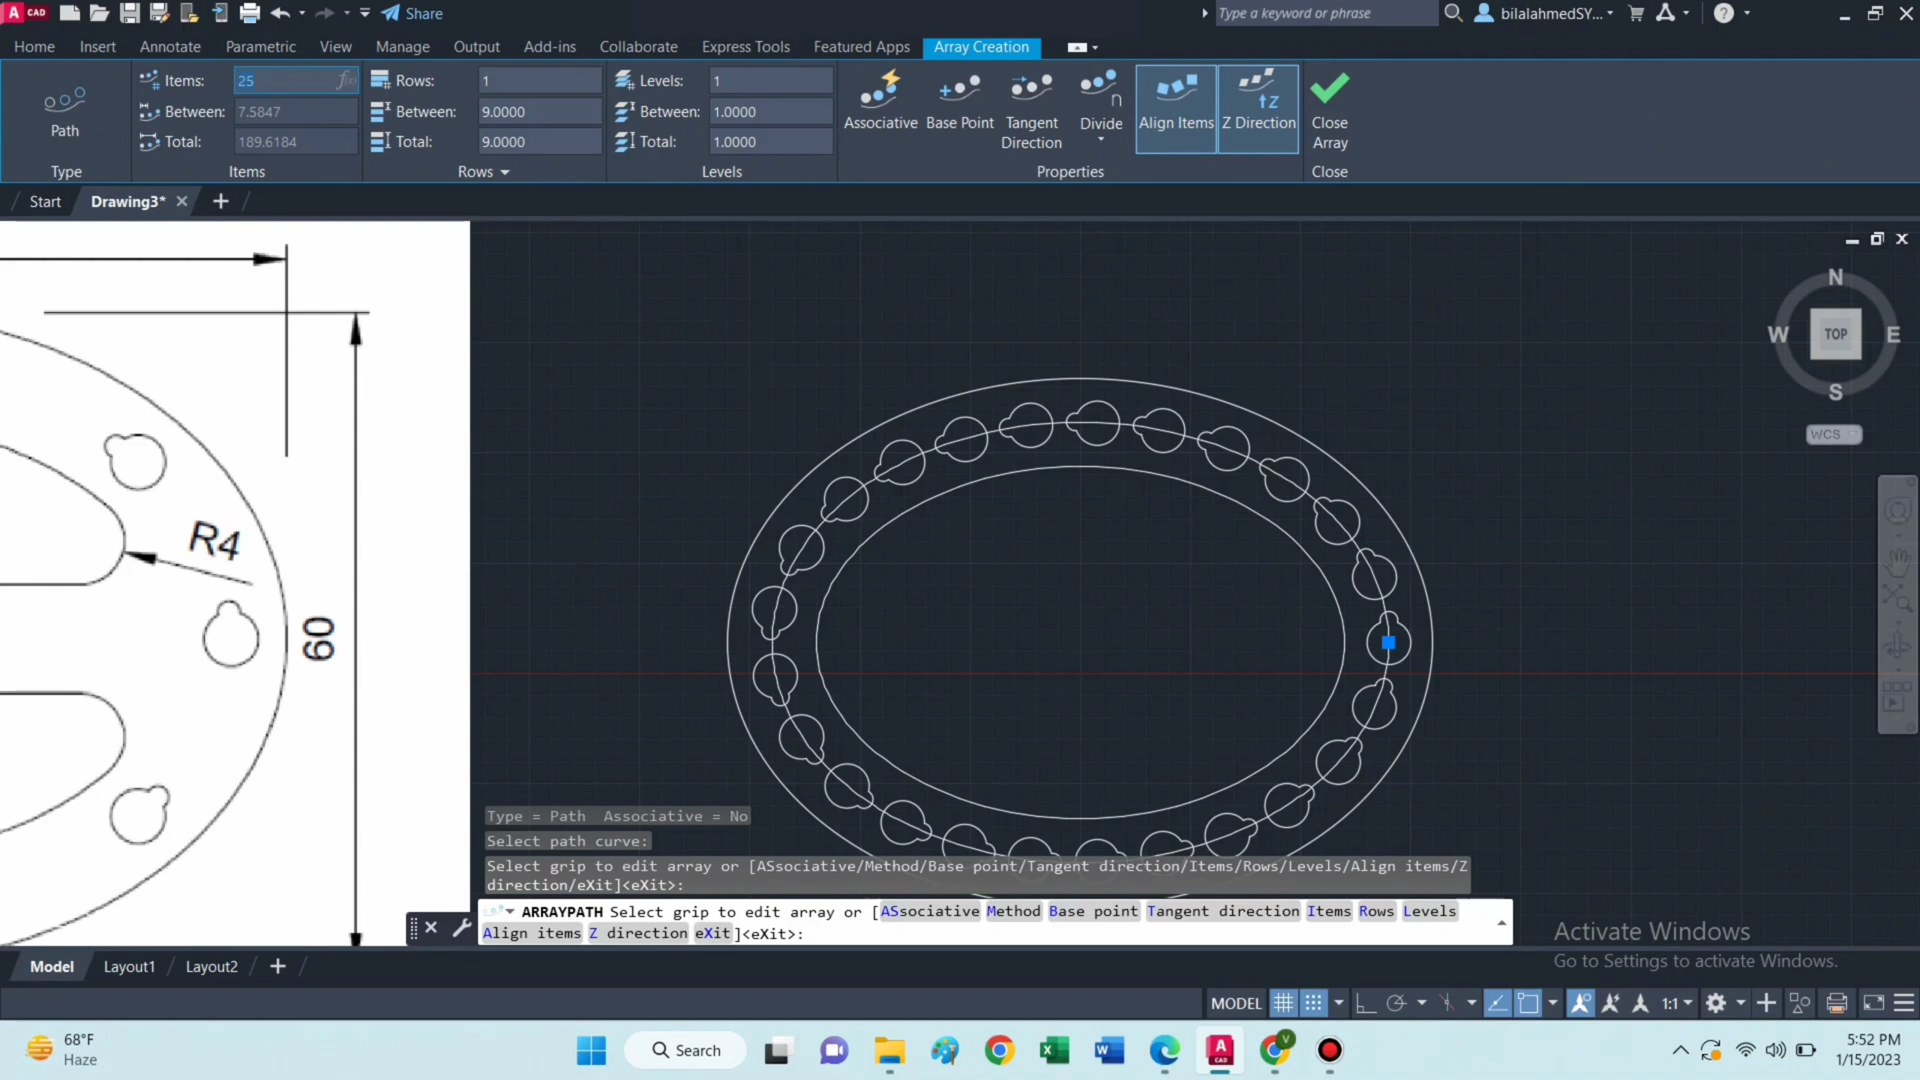 A CAD Share Type a keyword or phrase bilalahmedSY...
Home Insert Annotate Parametric View Manage Output Add-ins Collaborate Express Tools Featured Apps Array Creation
Items: 25 Rows: 1 Levels: 1
Between: 7.5847 Between: 9.0000 Between: 1.0000
Total: 189.6184 Total: 9.0000 Total: 1.0000
Path Associative Base Point Tangent Direction Divide Align Items Z Direction Close Array
Type Items Rows Levels Properties Close
Start Drawing3*
N
W TOP E
S
WCS
R4
60
Type = Path Associative = No
Select path curve:
Select grip to edit array or [ASsociative/Method/Base point/Tangent direction/Items/Rows/Levels/Align items/Z
direction/eXit]<eXit>:
ARRAYPATH Select grip to edit array or [ASsociative Method Base point Tangent direction Items Rows Levels
Align items Z direction eXit]<eXit>:
Activate Windows
Go to Settings to activate Windows.
Model Layout1 Layout2
MODEL 1:1
68°F
Haze
Search
5:52 PM
1/15/2023